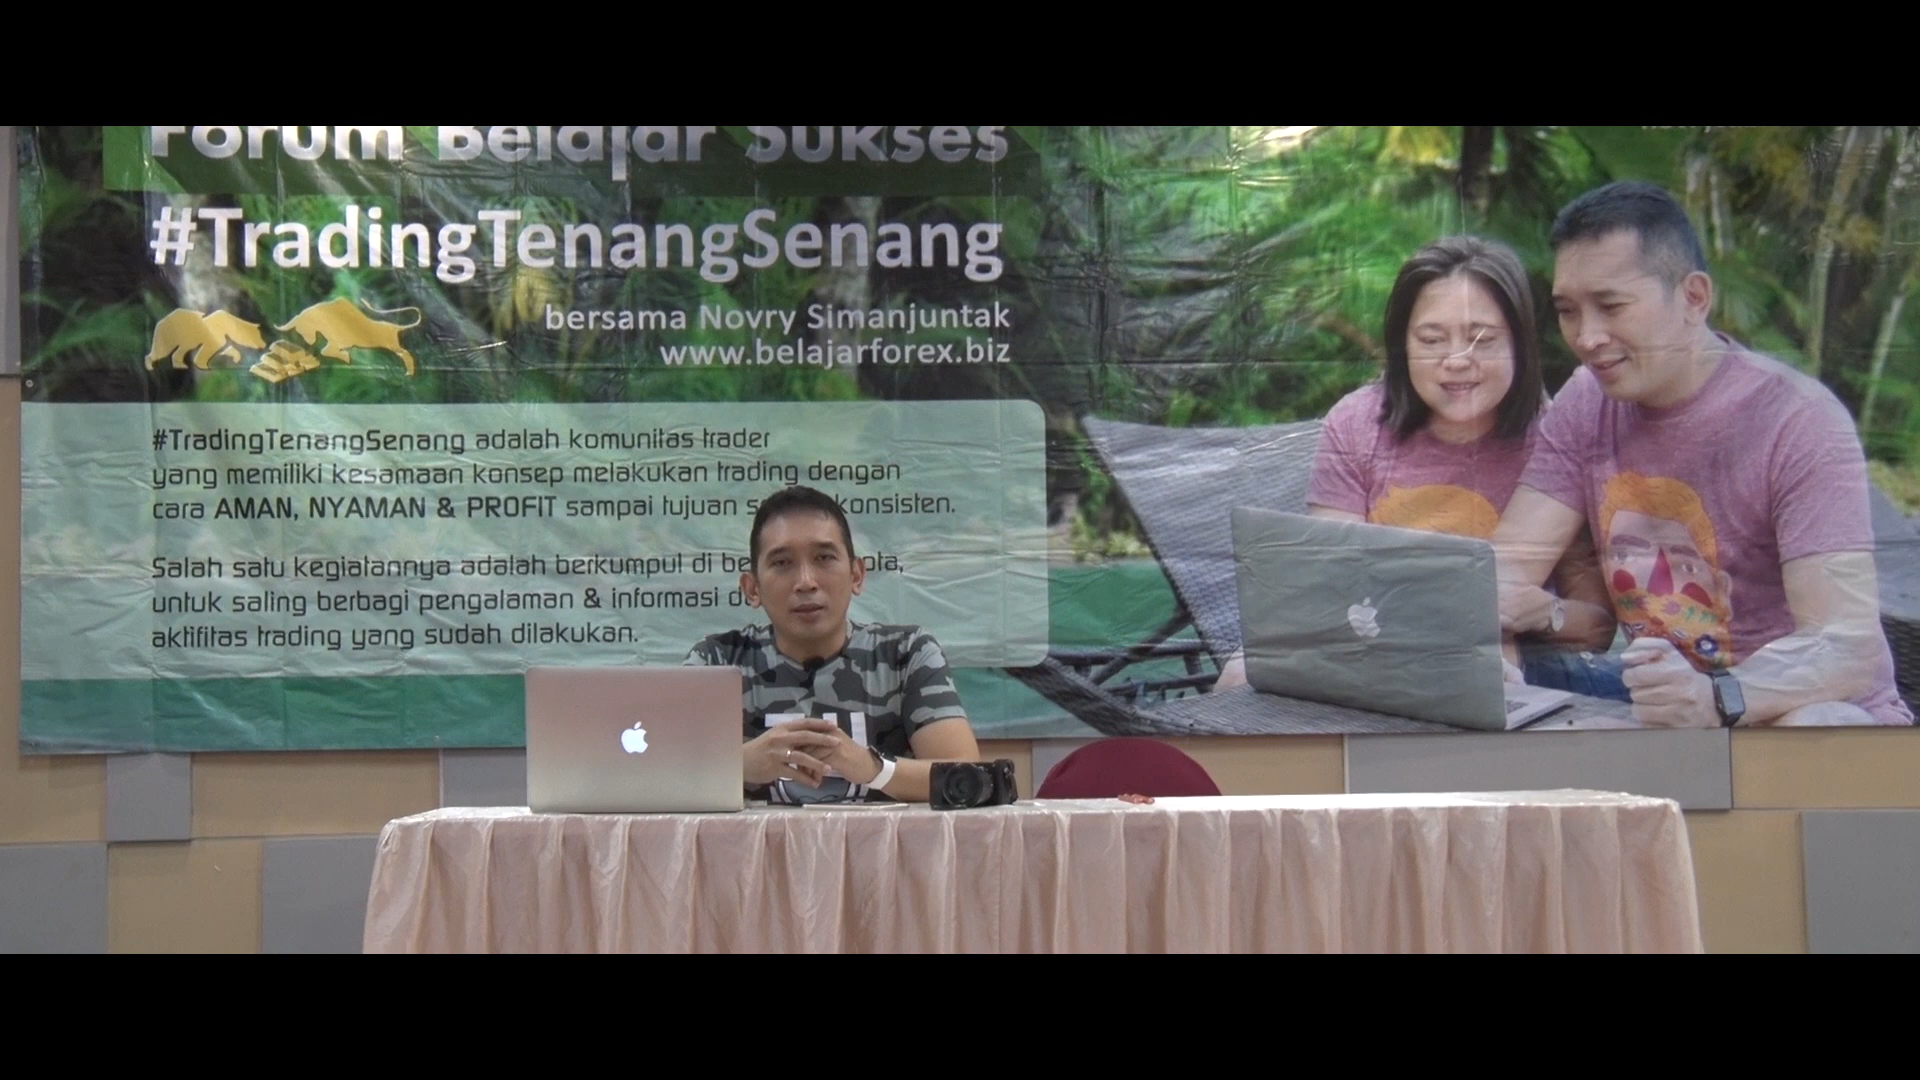 Forum Belajar Sukses
#TradingTenangSenang
bersama Novry Simanjuntak
www.belajarforex.biz
#TradingTenangSenang adalah komunitas trader
yang memiliki kesamaan konsep melakukan trading dengan
cara AMAN, NYAMAN & PROFIT sampai tujuan konsisten.
Salah satu kegiatannya adalah berkumpul di
untuk saling berbagi pengalaman & informasi
aktifitas trading yang sudah dilakukan.